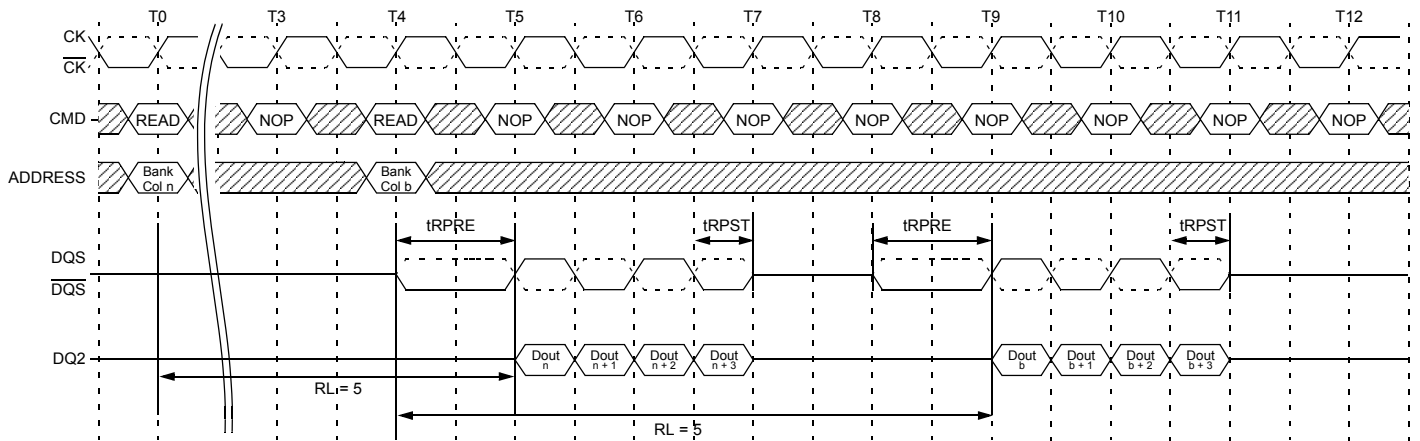 T0 T3 T4 T5 T6 T7 T8 T9 T10 T11 T12
CK
CK
CMD READ NOP READ NOP NOP NOP NOP NOP NOP NOP NOP
ADDRESS Bank Col n Bank Col b
tRPRE tRPST tRPRE tRPST
DQS
DQS
DQ2 Dout n Dout n + 1 Dout n + 2 Dout n + 3 Dout b Dout b + 1 Dout b + 2 Dout b + 3
RL = 5
RL = 5